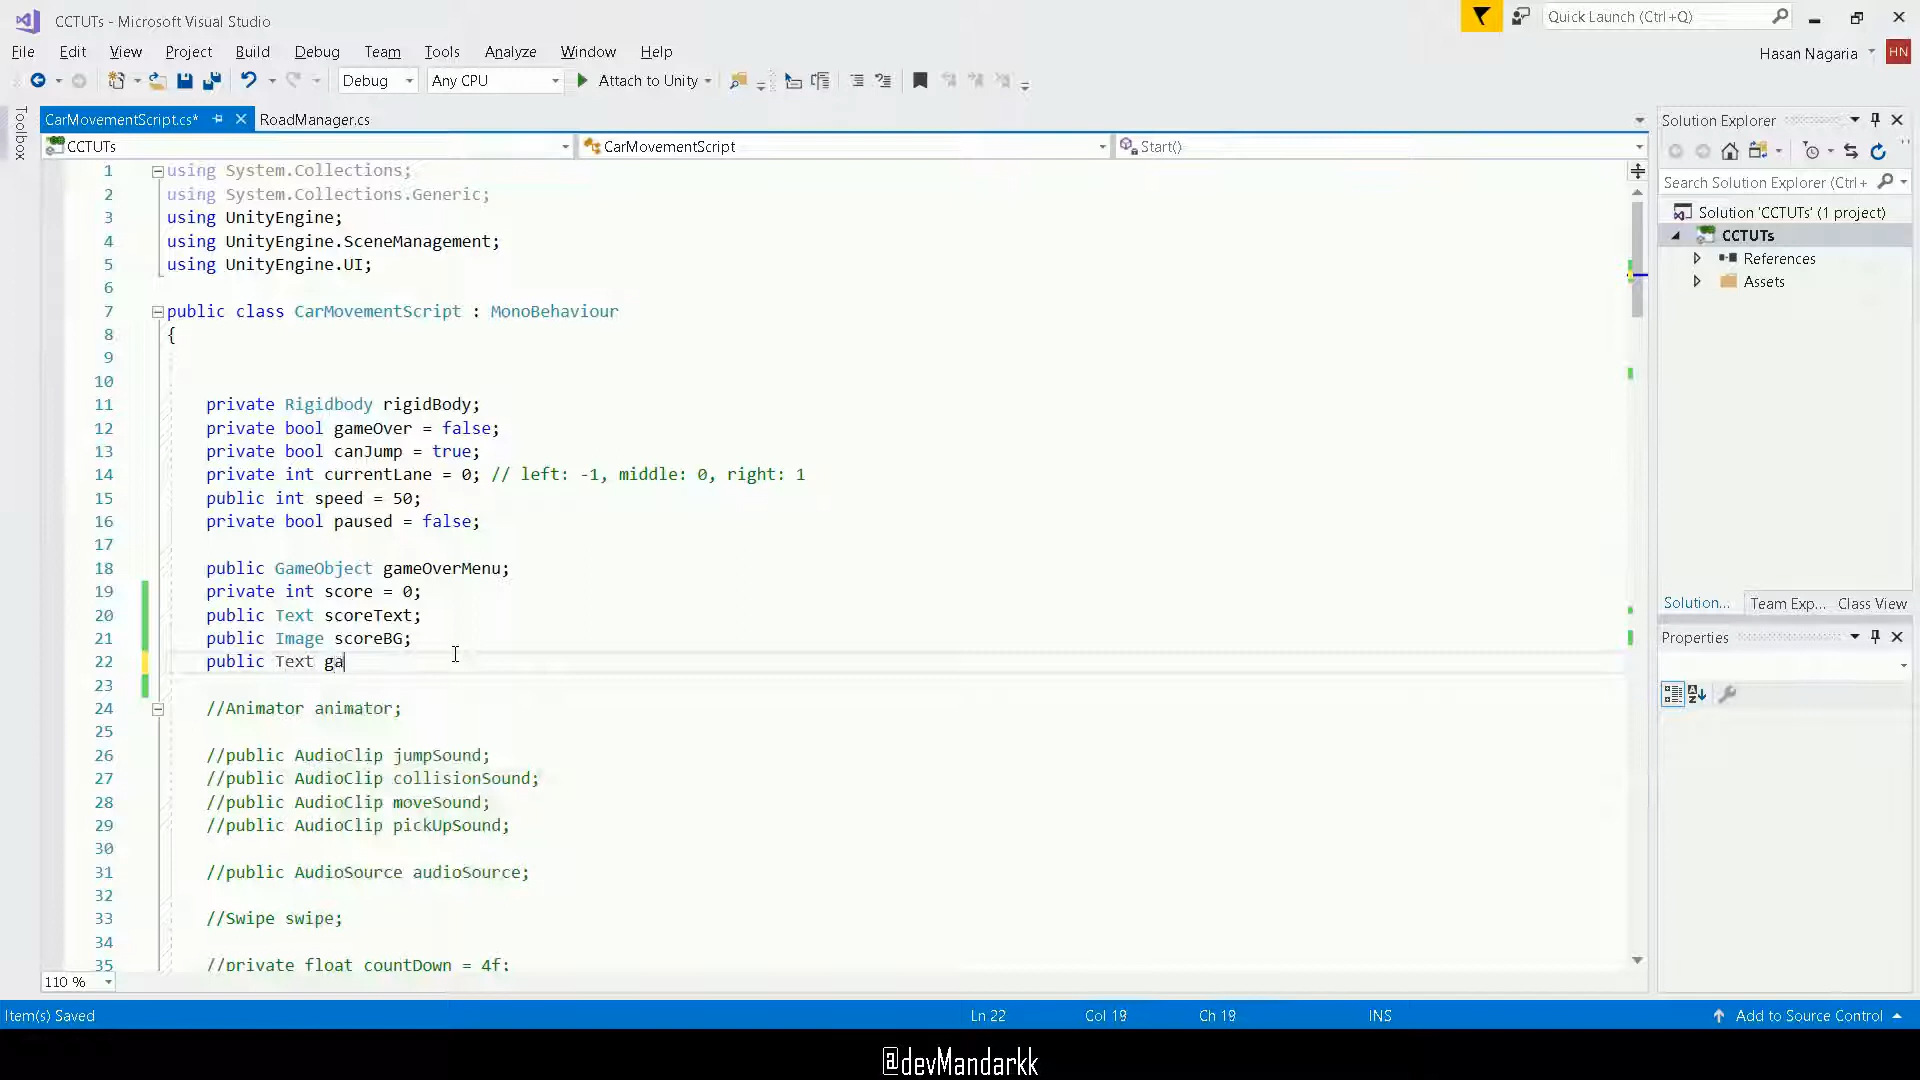 CCTUTs - Microsoft Visual Studio
Quick Launch (Ctrl+Q)
File Edit View Project Build Debug Team Tools Analyze Window Help
Hasan Nagaria HN
Debug Any CPU Attach to Unity
Toolbox
CarMovementScript.cs* RoadManager.cs
CCTUTs CarMovementScript Start()
1 using System.Collections;
2 using System.Collections.Generic;
3 using UnityEngine;
4 using UnityEngine.SceneManagement;
5 using UnityEngine.UI;
6
7 public class CarMovementScript : MonoBehaviour
8 {
9
10
11 private Rigidbody rigidBody;
12 private bool gameOver = false;
13 private bool canJump = true;
14 private int currentLane = 0; // left: -1, middle: 0, right: 1
15 public int speed = 50;
16 private bool paused = false;
17
18 public GameObject gameOverMenu;
19 private int score = 0;
20 public Text scoreText;
21 public Image scoreBG;
22 public Text ga
23
24 //Animator animator;
25
26 //public AudioClip jumpSound;
27 //public AudioClip collisionSound;
28 //public AudioClip moveSound;
29 //public AudioClip pickUpSound;
30
31 //public AudioSource audioSource;
32
33 //Swipe swipe;
34
35 //private float countDown = 4f;
110 %
Solution Explorer
Search Solution Explorer (Ctrl+
Solution 'CCTUTs' (1 project)
CCTUTs
References
Assets
Solution... Team Exp... Class View
Properties
Item(s) Saved Ln 22 Col 19 Ch 19 INS Add to Source Control
@devMandarkk